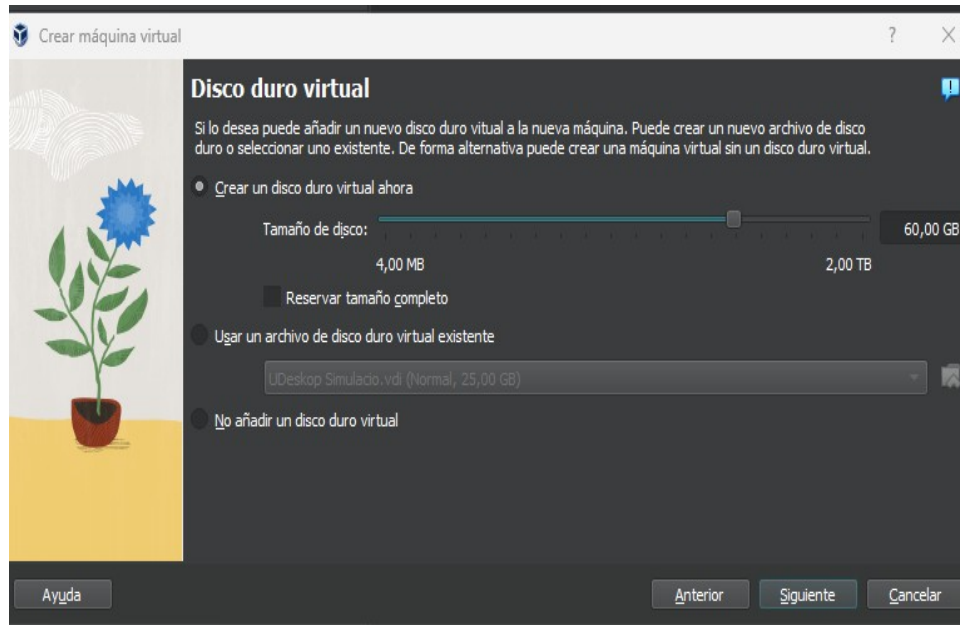 Crear máquina virtual
?
Disco duro virtual
Si lo desea puede añadir un nuevo disco duro vitual a la nueva máquina. Puede crear un nuevo archivo de disco
duro o seleccionar uno existente. De forma alternativa puede crear una máquina virtual sin un disco duro virtual.
Crear un disco duro virtual ahora
Tamaño de disco:
60,00 GB
4,00 MB 2,00 TB
Reservar tamaño completo
Usar un archivo de disco duro virtual existente
UDeskop Simulacio.vdi (Normal, 25,00 GB)
No añadir un disco duro virtual
Ayuda Anterior Siguiente Cancelar